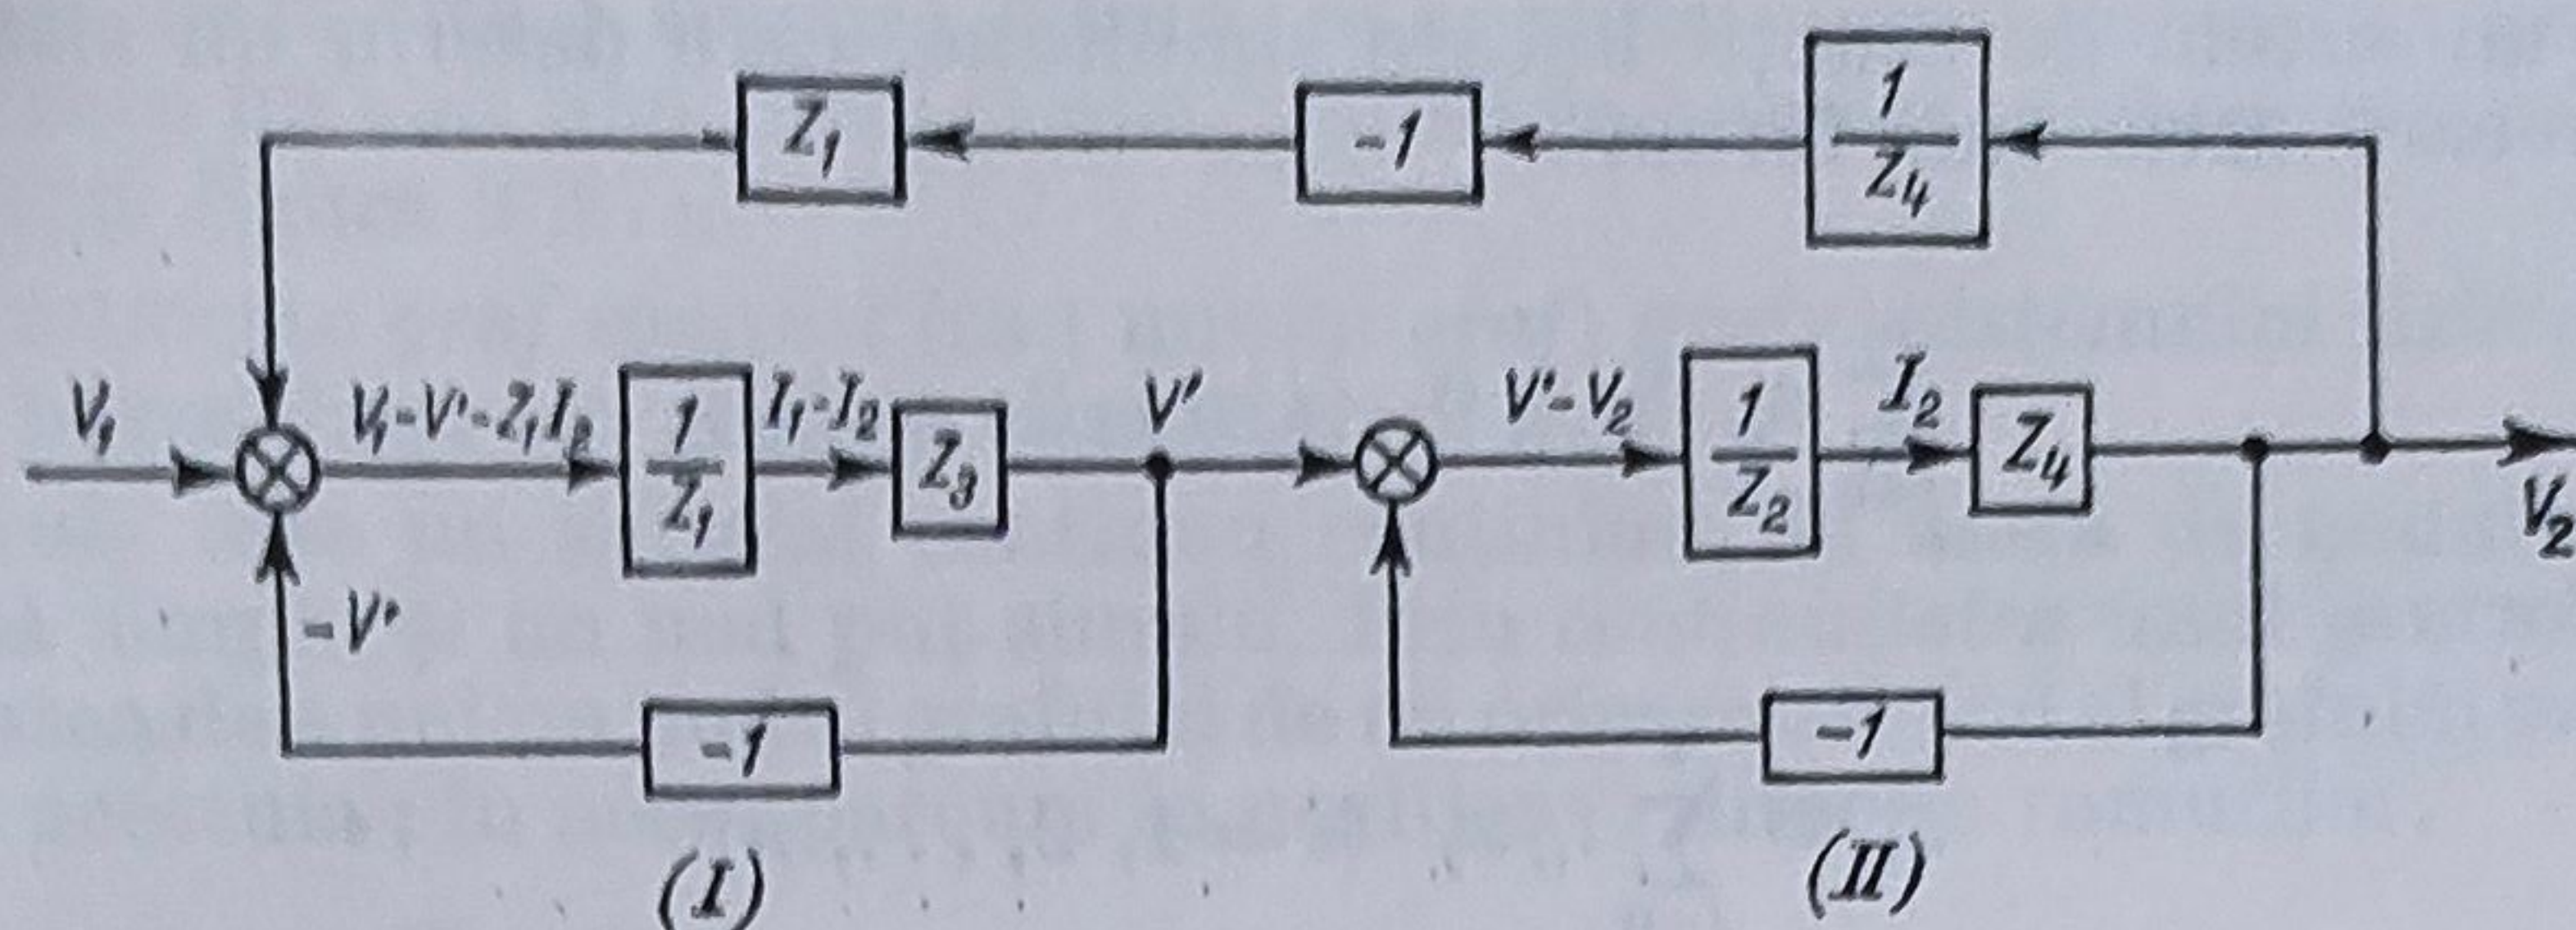 Z₁
-1
1/Z₄
V₁
V₁-V'-Z₁I₂
1/Z₁
I₁-I₂
Z₃
V'
V'-V₂
1/Z₂
I₂
Z₄
V₂
-V'
-1
-1
(I)
(II)